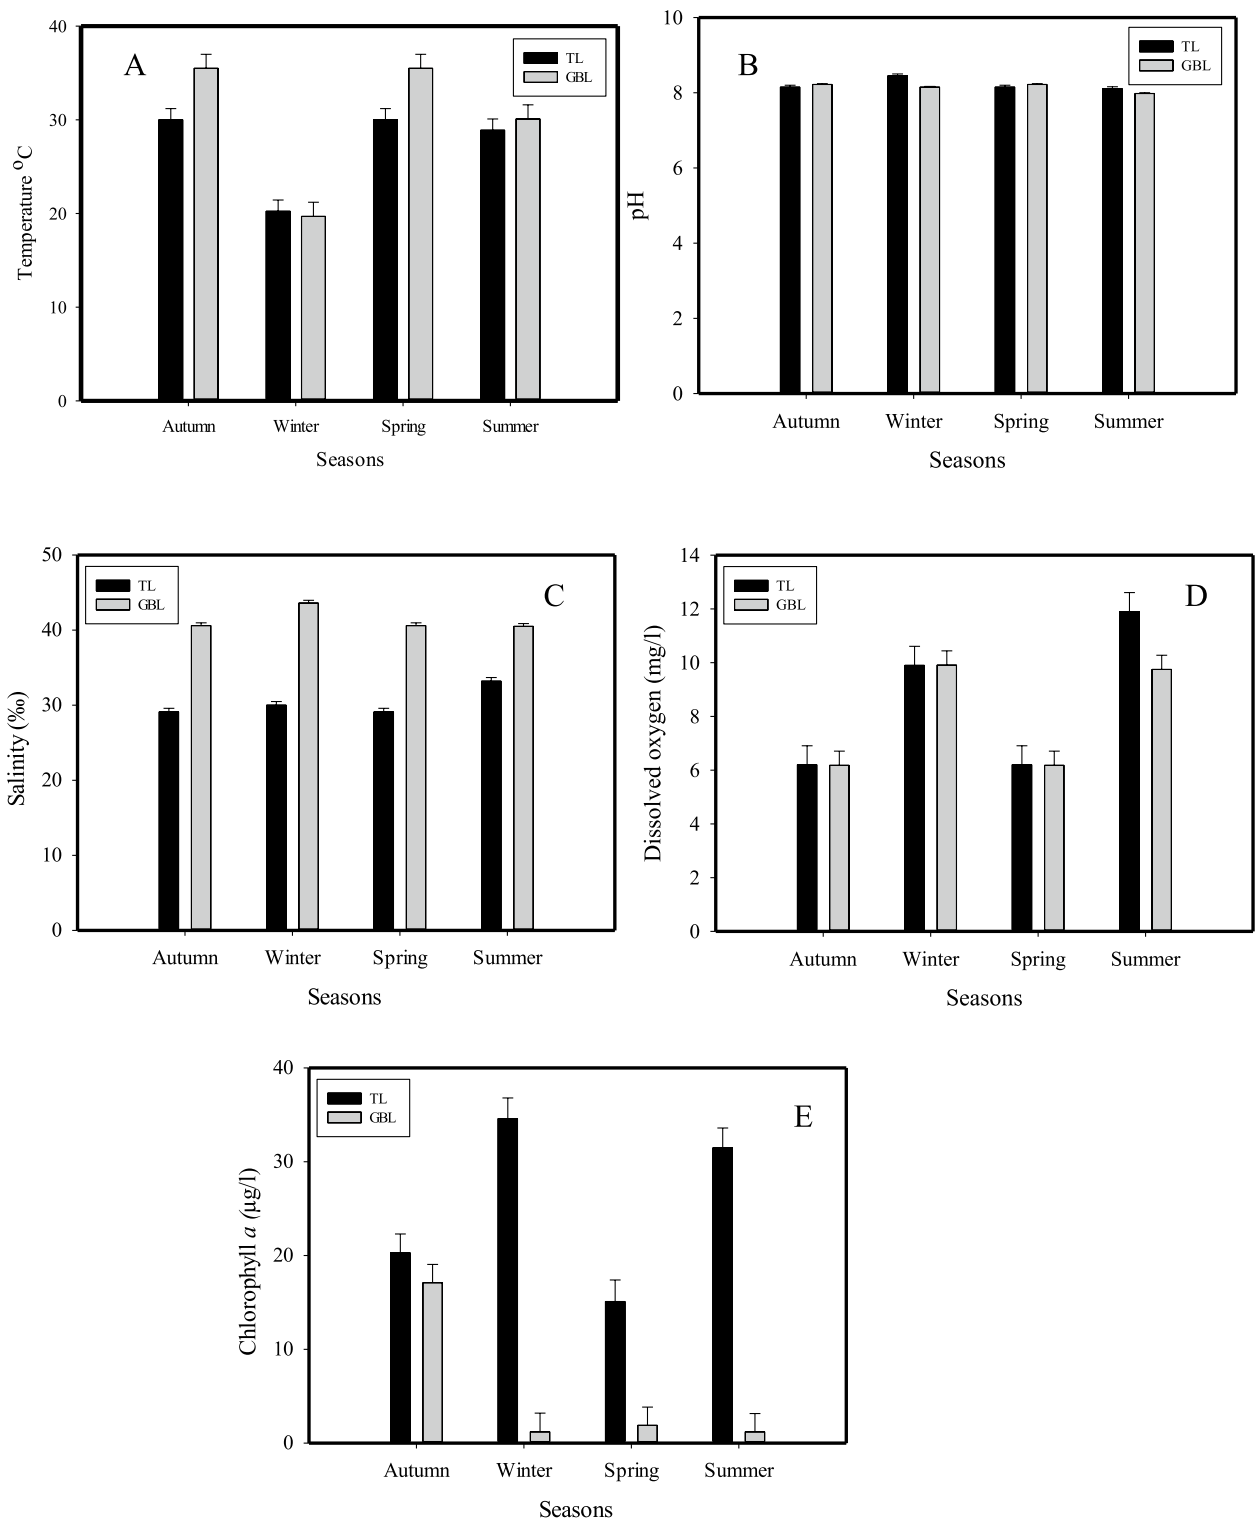 40
30
20
10
0
Temperature ⁰C
A
TL
GBL
Autumn Winter Spring Summer
Seasons
10
8
6
4
2
0
pH
B
TL
GBL
Autumn Winter Spring Summer
Seasons
50
40
30
20
10
0
Salinity (‰)
TL
GBL
C
Autumn Winter Spring Summer
Seasons
14
12
10
8
6
4
2
0
Dissolved oxygen (mg/l)
TL
GBL
D
Autumn Winter Spring Summer
Seasons
40
30
20
10
0
Chlorophyll a (µg/l)
TL
GBL
E
Autumn Winter Spring Summer
Seasons